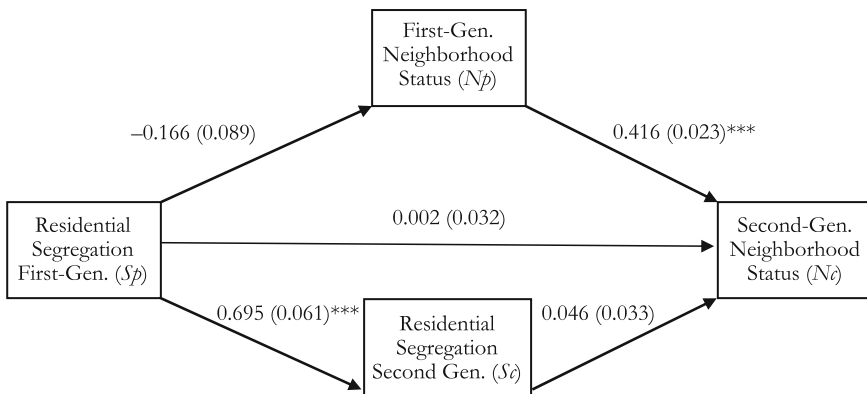 First-Gen.
Neighborhood
Status (Np)
–0.166 (0.089)
0.416 (0.023)***
Residential
Segregation
First-Gen. (Sp)
0.002 (0.032)
Second-Gen.
Neighborhood
Status (Nc)
0.695 (0.061)***
Residential
Segregation
Second Gen. (Sc)
0.046 (0.033)